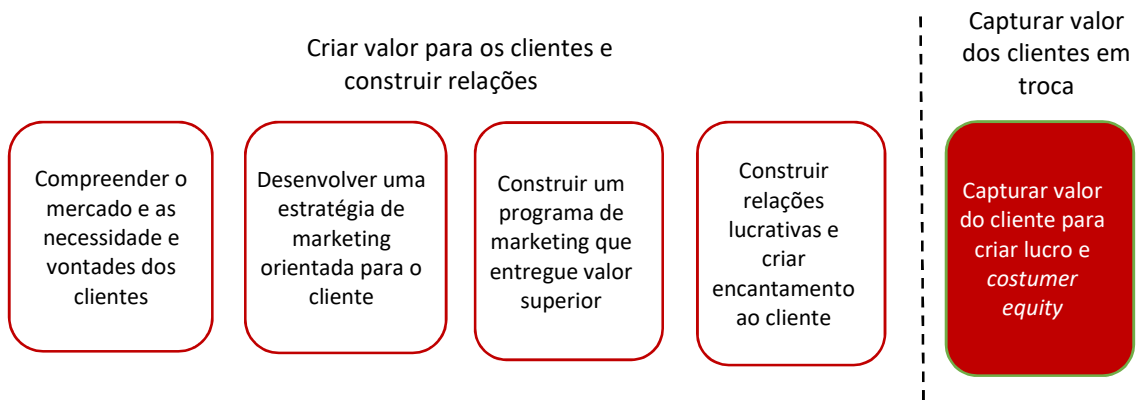 Criar valor para os clientes e
construir relações
Capturar valor
dos clientes em
troca
Compreender o
mercado e as
necessidade e
vontades dos
clientes
Desenvolver uma
estratégia de
marketing
orientada para o
cliente
Construir um
programa de
marketing que
entregue valor
superior
Construir
relações
lucrativas e
criar
encantamento
ao cliente
Capturar valor
do cliente para
criar lucro e
costumer
equity